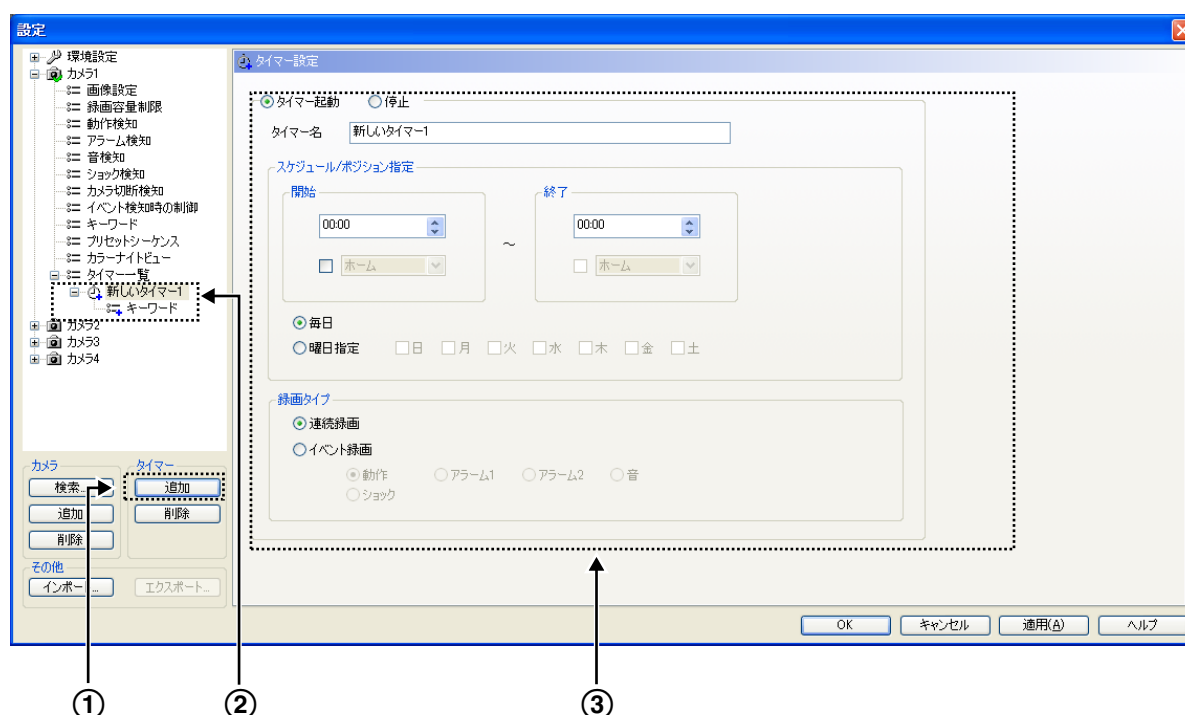 設定
環境設定
カメラ1
画像設定
録画容量制限
動作検知
アラーム検知
音検知
ショック検知
カメラ切断検知
イベント検知時の制御
キーワード
プリセットシーケンス
カラーナイトビュー
タイマー一覧
新しいタイマー1
キーワード
カメラ2
カメラ3
カメラ4
カメラ
検索...
追加
削除
タイマー
追加
削除
その他
インポート...
エクスポート...
タイマー設定
タイマー起動 停止
タイマー名 新しいタイマー1
スケジュール/ポジション指定
開始 終了
00:00 ～ 00:00
ホーム ホーム
毎日
曜日指定 日 月 火 水 木 金 土
録画タイプ
連続録画
イベント録画
動作 アラーム1 アラーム2 音
ショック
OK キャンセル 適用(A) ヘルプ
① ② ③